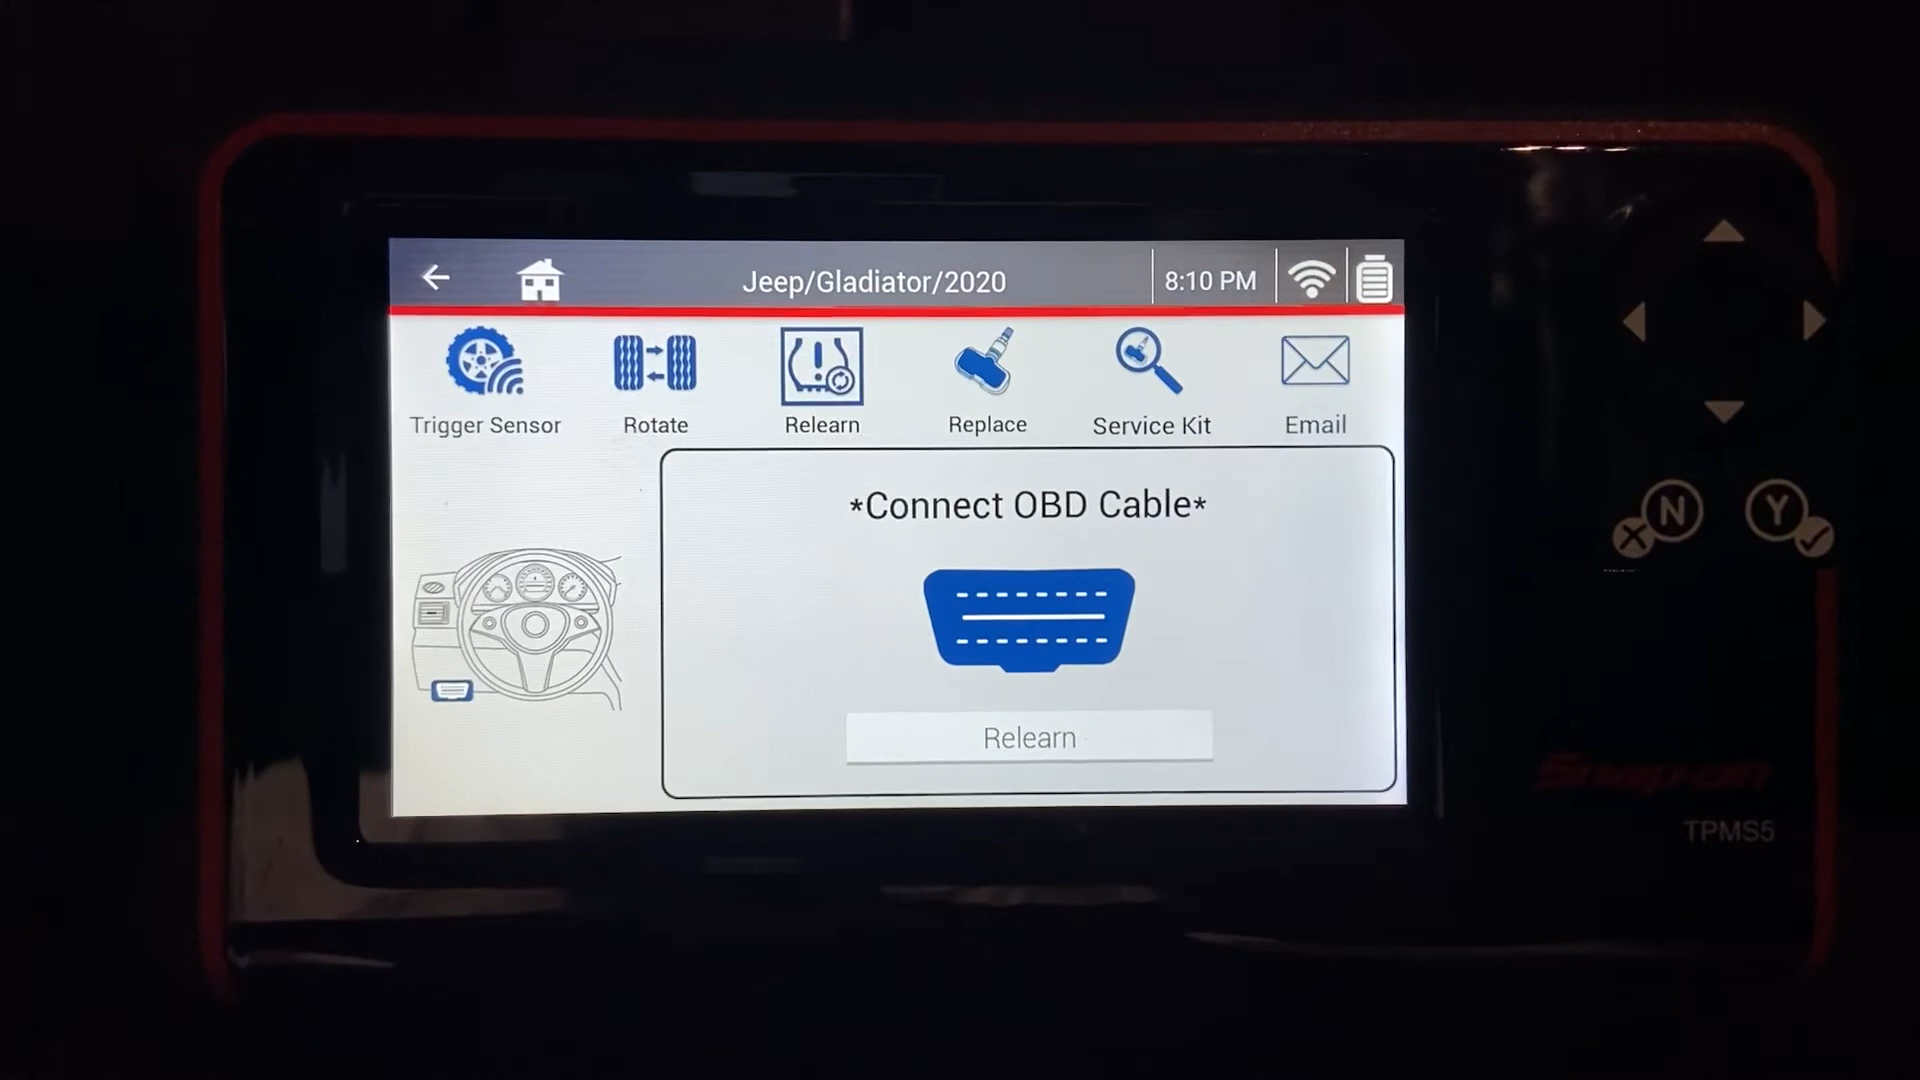 Jeep/Gladiator/2020
8:10 PM
Trigger Sensor
Rotate
Relearn
Replace
Service Kit
Email
*Connect OBD Cable*
Relearn
N
Y
Snap-on
TPMS5